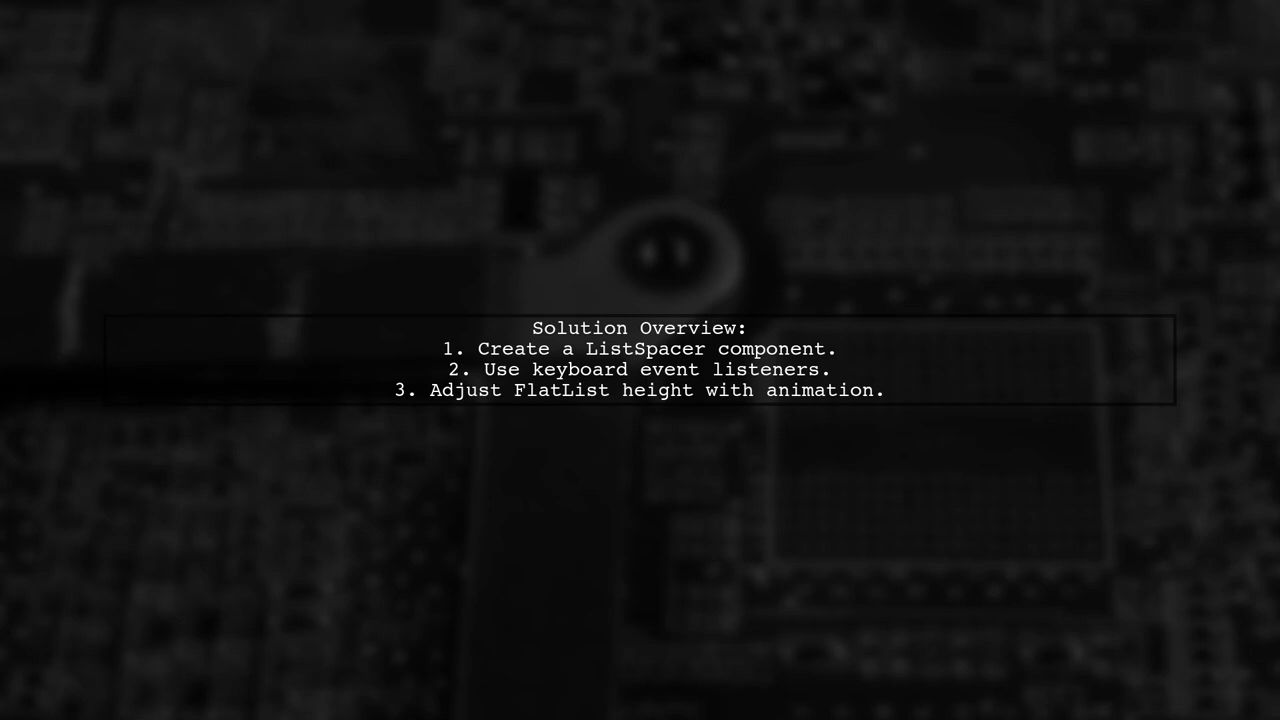 Solution Overview:
1. Create a ListSpacer component.
2. Use keyboard event listeners.
3. Adjust FlatList height with animation.